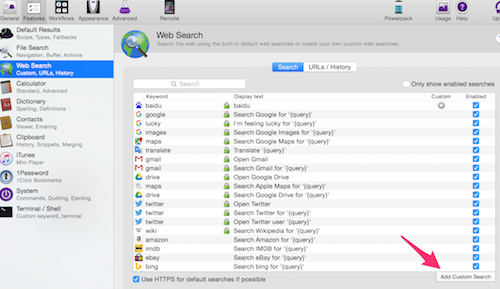 General
Features
Workflows
Appearance
Advanced
Remote
Powerpack
Usage
Help
Up
Default Results
Scope, Types, Fallbacks
File Search
Navigation, Buffer, Actions
Web Search
Custom, URLs, History
Calculator
Standard, Advanced
Dictionary
Spelling, Definitions
Contacts
Viewer, Emailing
Clipboard
History, Snippets, Merging
iTunes
Mini Player
1Password
1Click Bookmarks
System
Commands, Quitting, Ejecting
Terminal / Shell
Custom keyword, terminal
Web Search
Search the web using the built-in default web searches or create your own custom web searches.
Search URLs / History
Search
Only show enabled searches
Keyword Display text Custom Enabled
baidu baidu
google Search Google for '{query}'
lucky I'm feeling lucky for '{query}'
images Search Google Images for '{query}'
maps Search Google Maps for '{query}'
translate Translate '{query}'
gmail Open Gmail
gmail Search Gmail for '{query}'
drive Open Google Drive
maps Search Apple Maps for '{query}'
drive Search Google Drive for '{query}'
twitter Open Twitter
twitter Search Twitter for '{query}'
twitter Open Twitter user '{query}'
wiki Search Wikipedia for '{query}'
amazon Search Amazon for '{query}'
imdb Search IMDB for '{query}'
ebay Search eBay for '{query}'
bing Search bing for '{query}'
Use HTTPS for default searches if possible
Add Custom Search